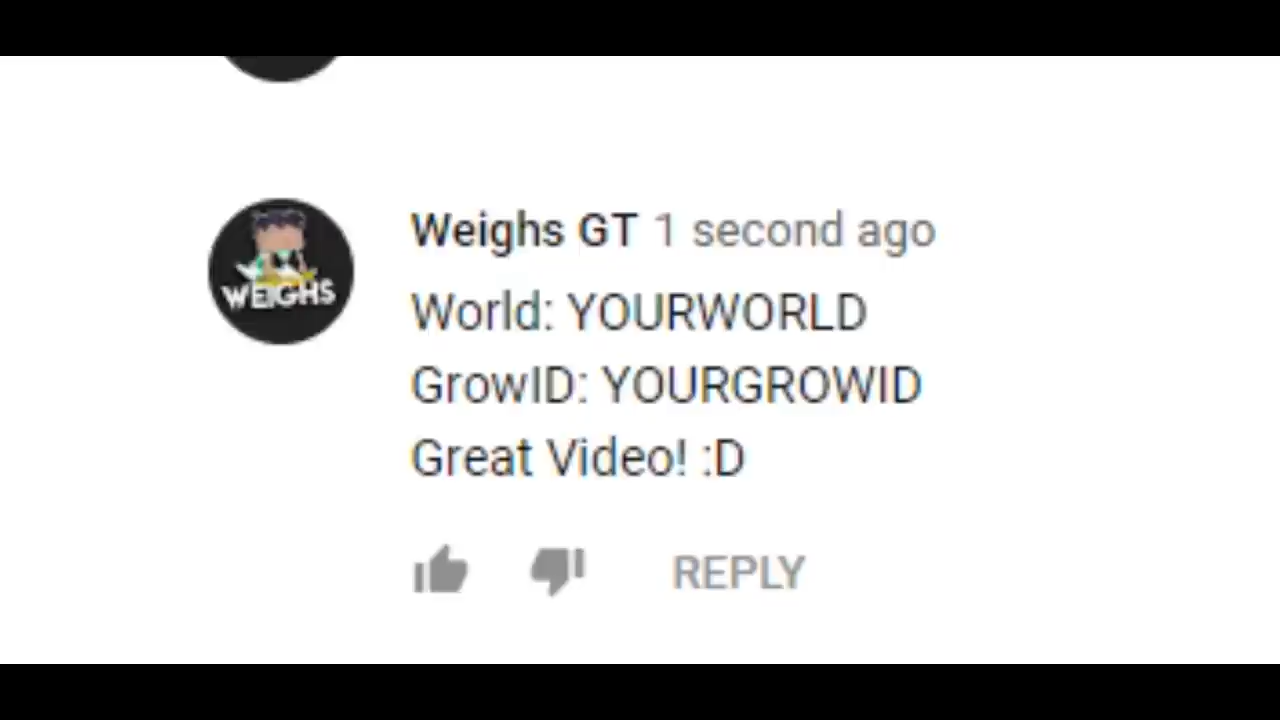 Weighs GT 1 second ago
WEIGHS
World: YOURWORLD
GrowID: YOURGROWID
Great Video! :D
REPLY